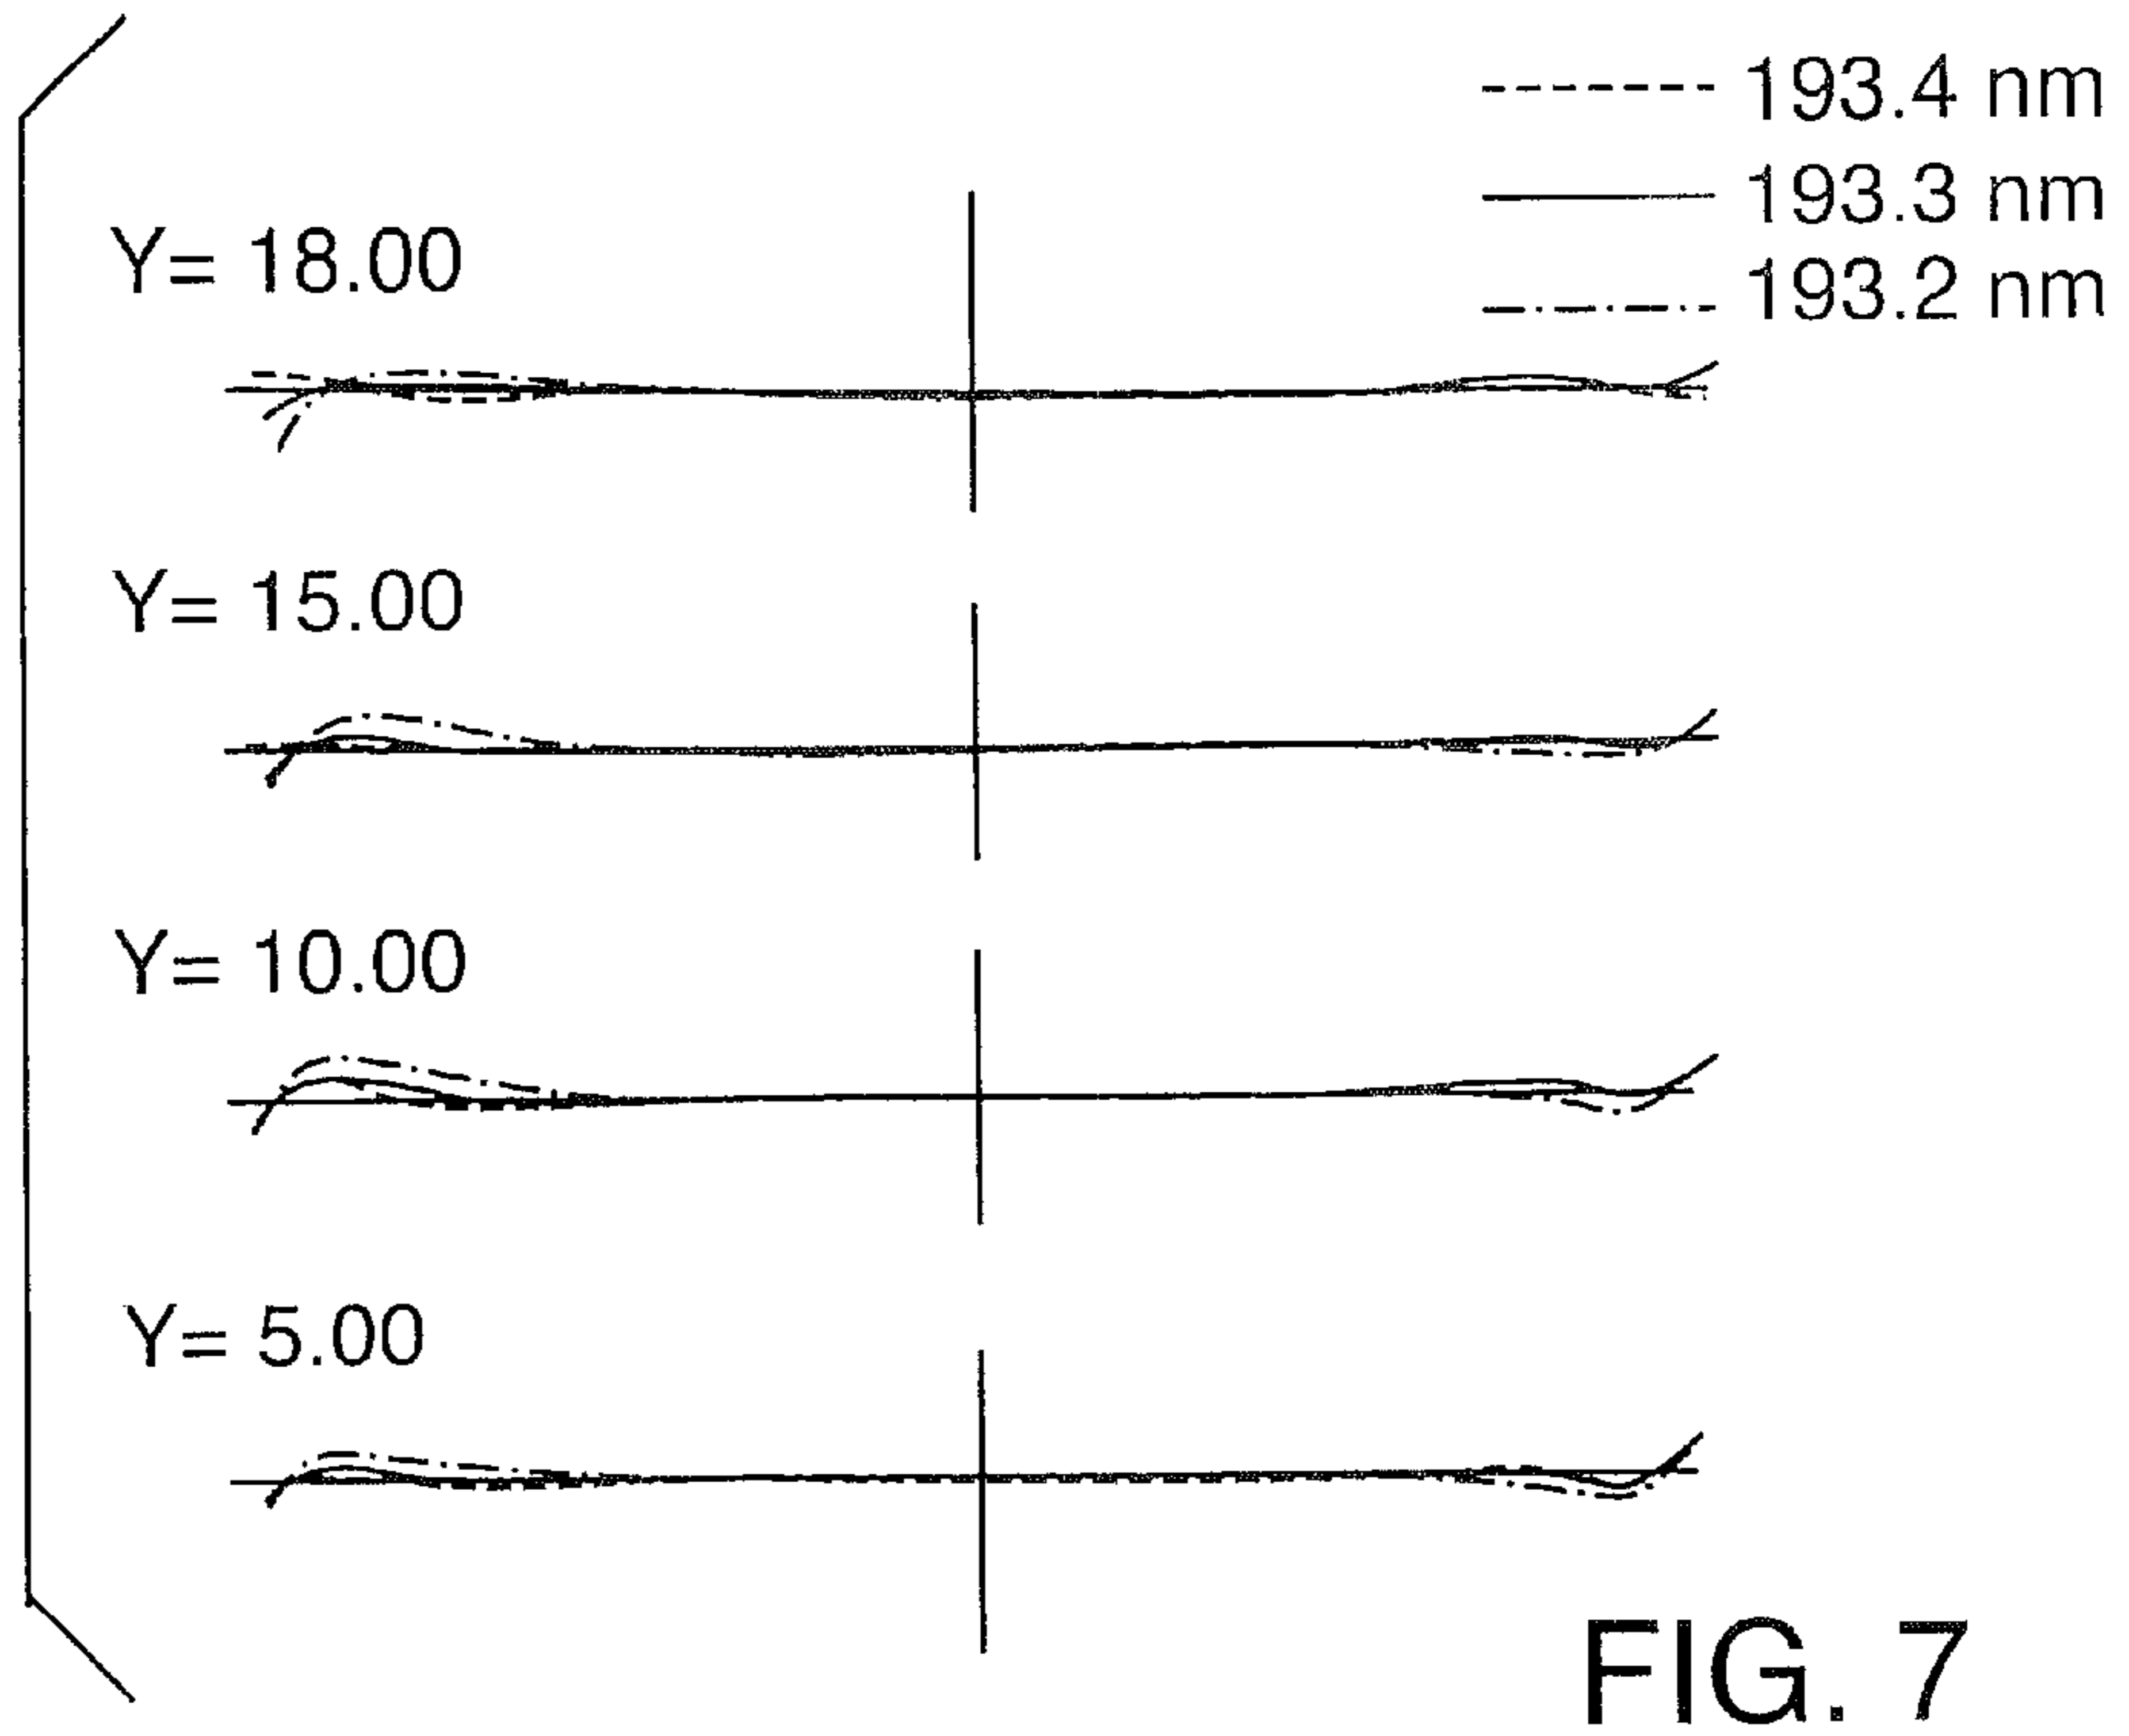 193.4 nm
193.3 nm
193.2 nm
Y= 18.00
Y= 15.00
Y= 10.00
Y= 5.00
FIG. 7